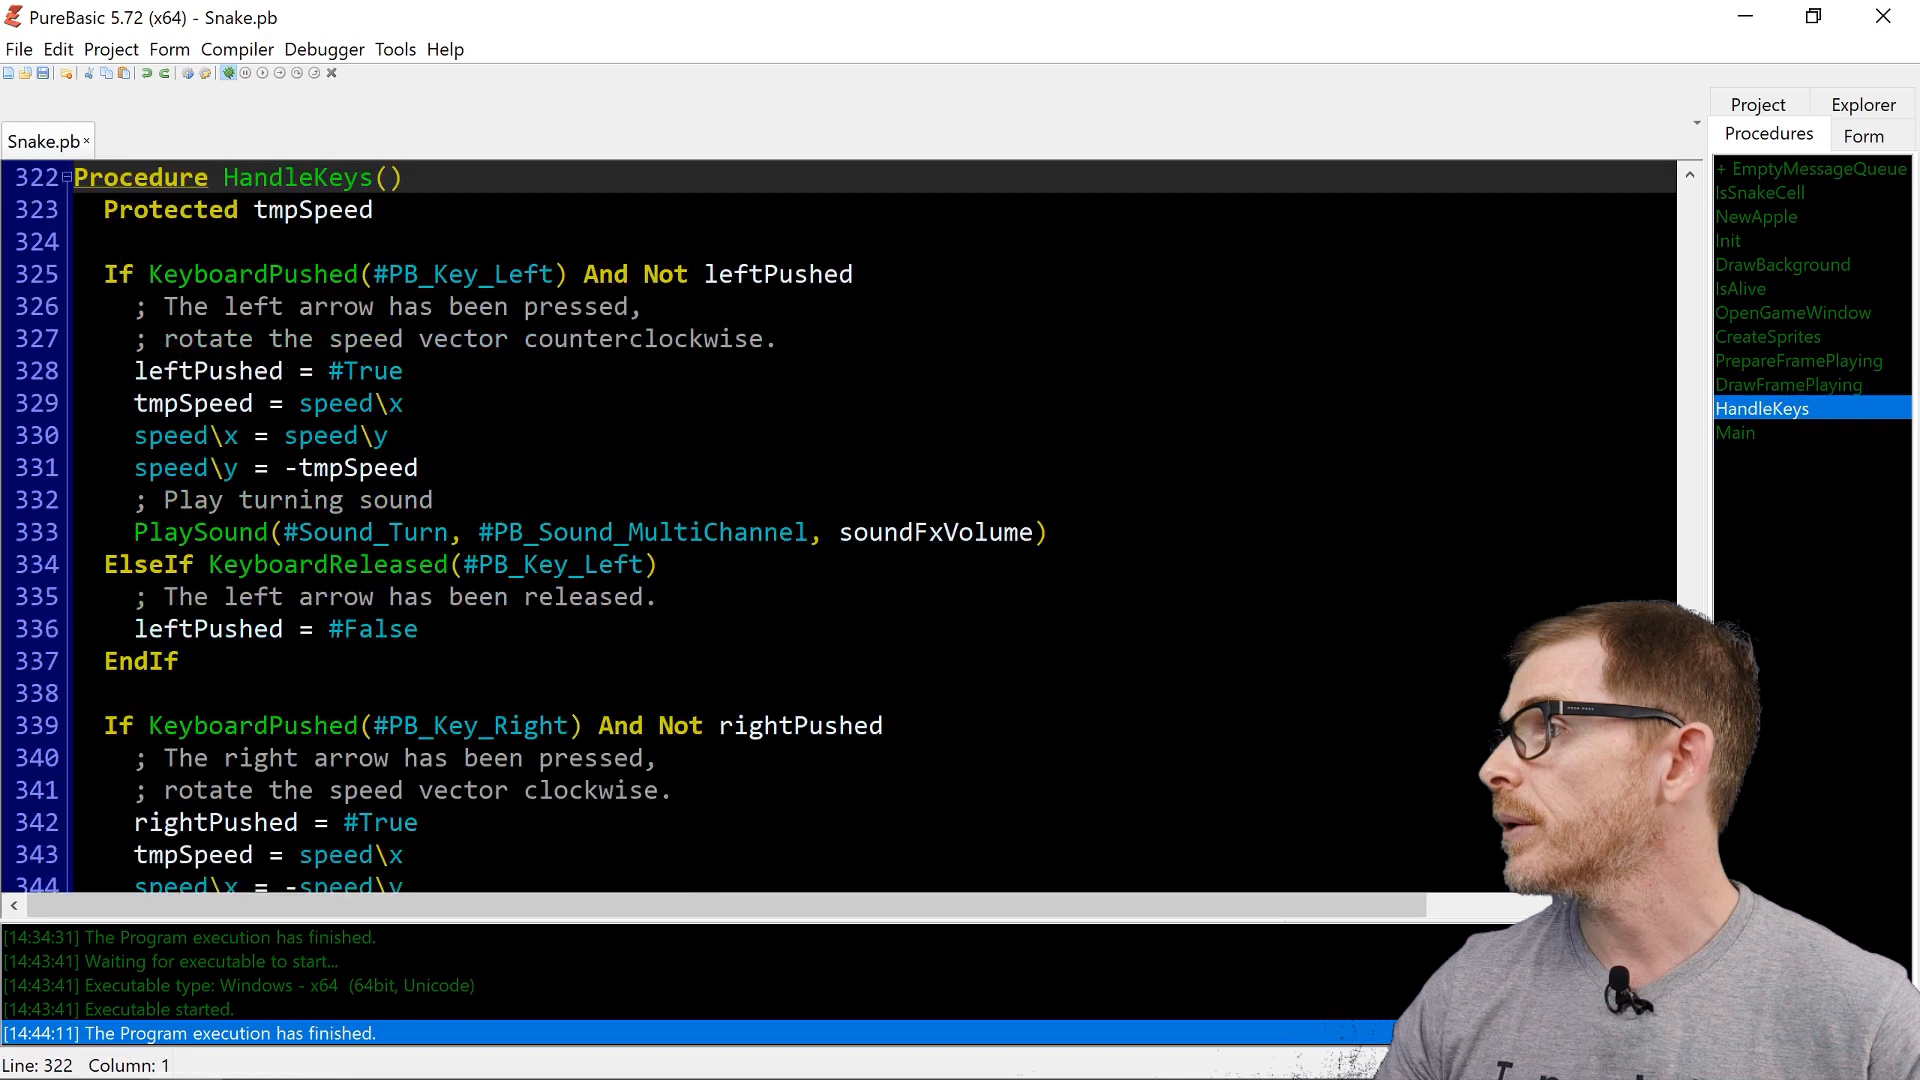 PureBasic 5.72 (x64) - Snake.pb
File Edit Project Form Compiler Debugger Tools Help
Project Explorer
Procedures Form
Snake.pb
322 Procedure HandleKeys()
323 Protected tmpSpeed
324
325 If KeyboardPushed(#PB_Key_Left) And Not leftPushed
326 ; The left arrow has been pressed,
327 ; rotate the speed vector counterclockwise.
328 leftPushed = #True
329 tmpSpeed = speed\x
330 speed\x = speed\y
331 speed\y = -tmpSpeed
332 ; Play turning sound
333 PlaySound(#Sound_Turn, #PB_Sound_MultiChannel, soundFxVolume)
334 ElseIf KeyboardReleased(#PB_Key_Left)
335 ; The left arrow has been released.
336 leftPushed = #False
337 EndIf
338
339 If KeyboardPushed(#PB_Key_Right) And Not rightPushed
340 ; The right arrow has been pressed,
341 ; rotate the speed vector clockwise.
342 rightPushed = #True
343 tmpSpeed = speed\x
344 speed\x = -speed\y
+ EmptyMessageQueue
IsSnakeCell
NewApple
Init
DrawBackground
IsAlive
OpenGameWindow
CreateSprites
PrepareFramePlaying
DrawFramePlaying
HandleKeys
Main
[14:34:31] The Program execution has finished.
[14:43:41] Waiting for executable to start...
[14:43:41] Executable type: Windows - x64 (64bit, Unicode)
[14:43:41] Executable started.
[14:44:11] The Program execution has finished.
Line: 322 Column: 1